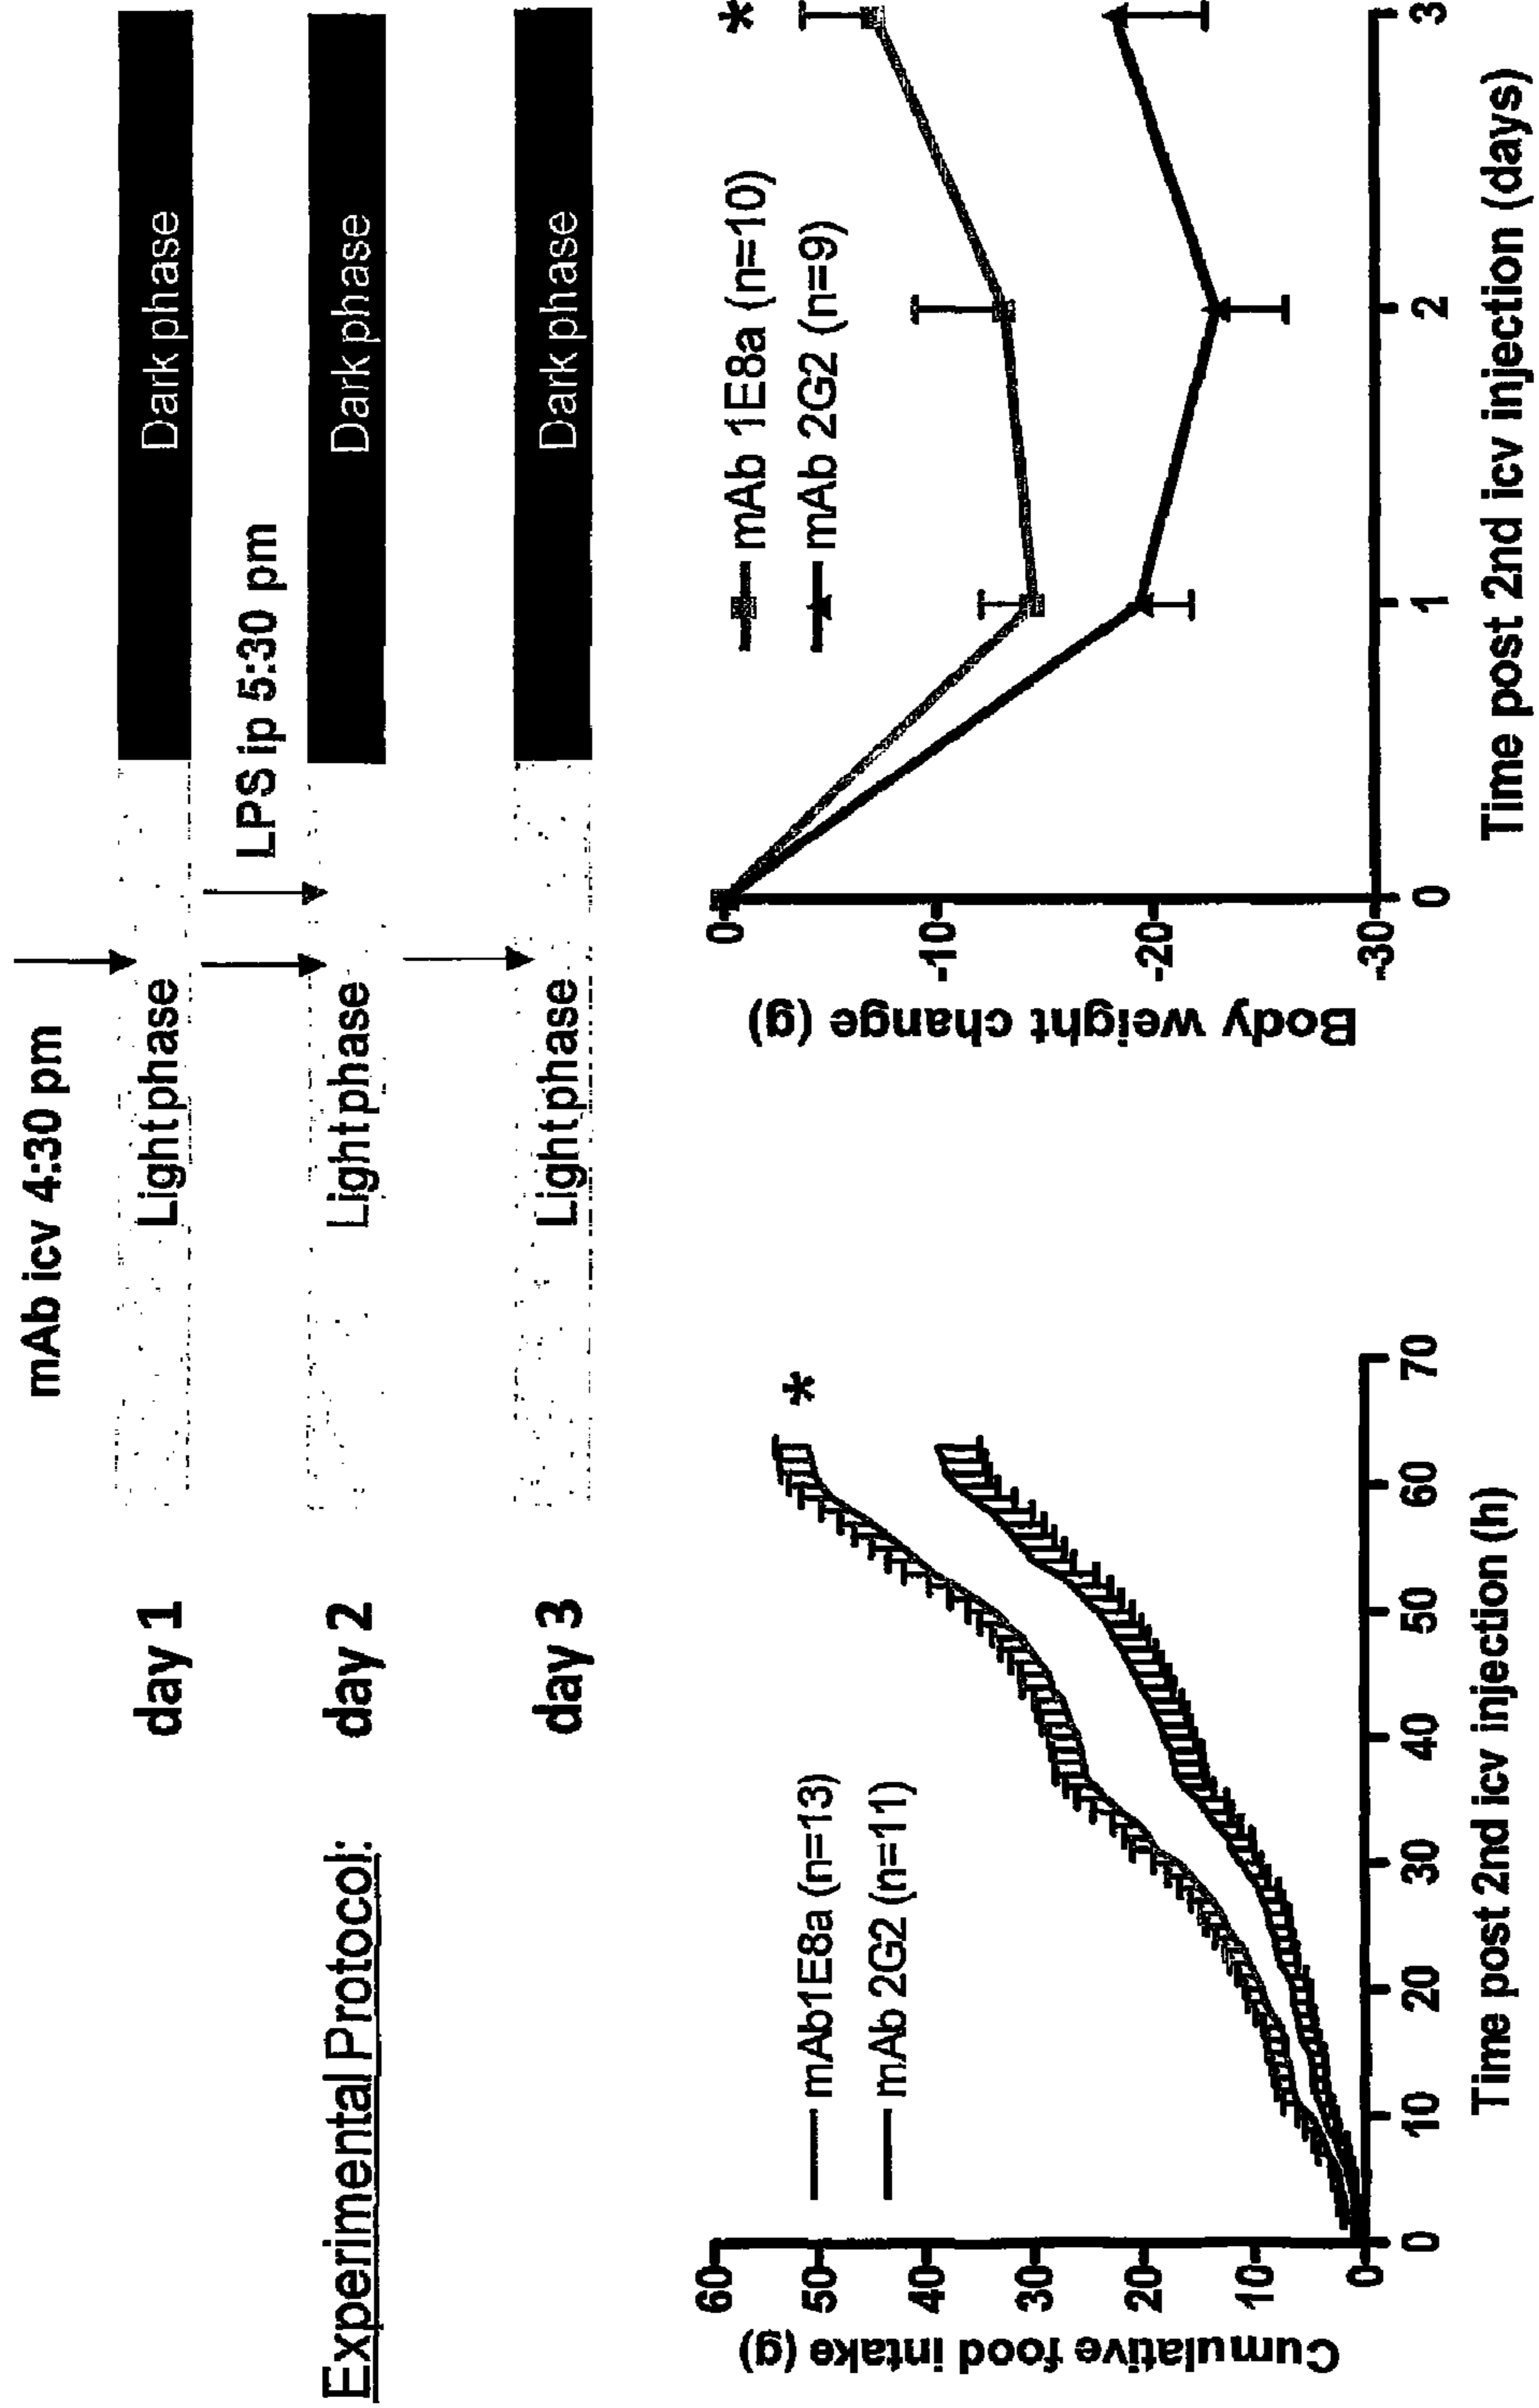 mAb icv 4:30 pm
day 1
Light phase
Dark phase
LPS ip 5:30 pm
Experimental Protocol:
day 2
Light phase
Dark phase
day 3
Light phase
Dark phase
Cumulative food intake (g)
60
50
40
30
20
10
0
mAb1E8a (n=13)
mAb 2G2 (n=11)
*
0
10
20
30
40
50
60
70
Time post 2nd icv injection (h)
Body weight change (g)
0
-10
-20
-30
mAb 1E8a (n=10)
mAb 2G2 (n=9)
*
0
1
2
3
Time post 2nd icv injection (days)